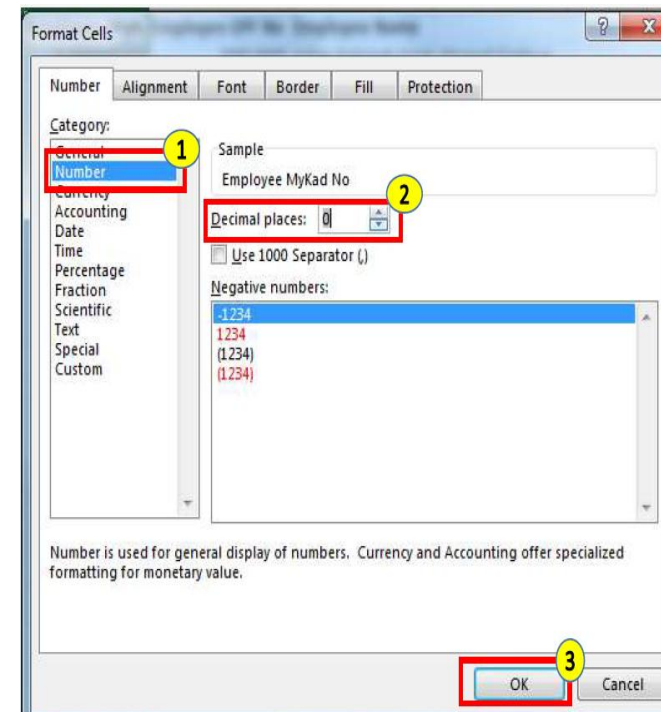 Format Cells
Number Alignment Font Border Fill Protection
Category:
General
Number
Currency
Accounting
Date
Time
Percentage
Fraction
Scientific
Text
Special
Custom
1
Sample
Employee MyKad No
2
Decimal places: 0
Use 1000 Separator (,)
Negative numbers:
-1234
1234
(1234)
(1234)
Number is used for general display of numbers. Currency and Accounting offer specialized
formatting for monetary value.
3
OK Cancel